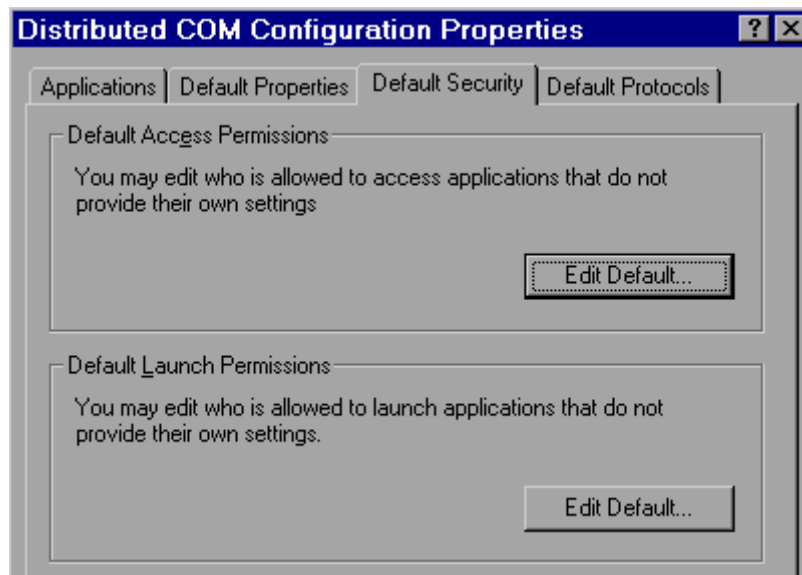 Distributed COM Configuration Properties
Applications Default Properties Default Security Default Protocols
Default Access Permissions
You may edit who is allowed to access applications that do not
provide their own settings
Edit Default...
Default Launch Permissions
You may edit who is allowed to launch applications that do not
provide their own settings.
Edit Default...